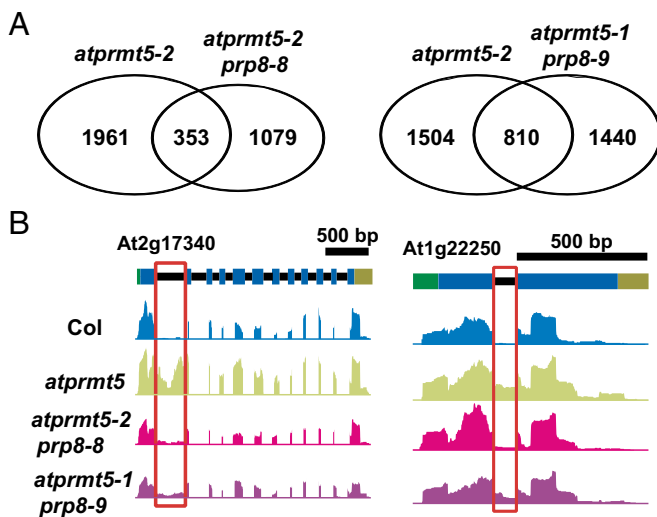 A
atprmt5-2
atprmt5-2
prp8-8
1961
353
1079
atprmt5-2
atprmt5-1
prp8-9
1504
810
1440
B
At2g17340
500 bp
At1g22250
500 bp
Col
atprmt5
atprmt5-2
prp8-8
atprmt5-1
prp8-9